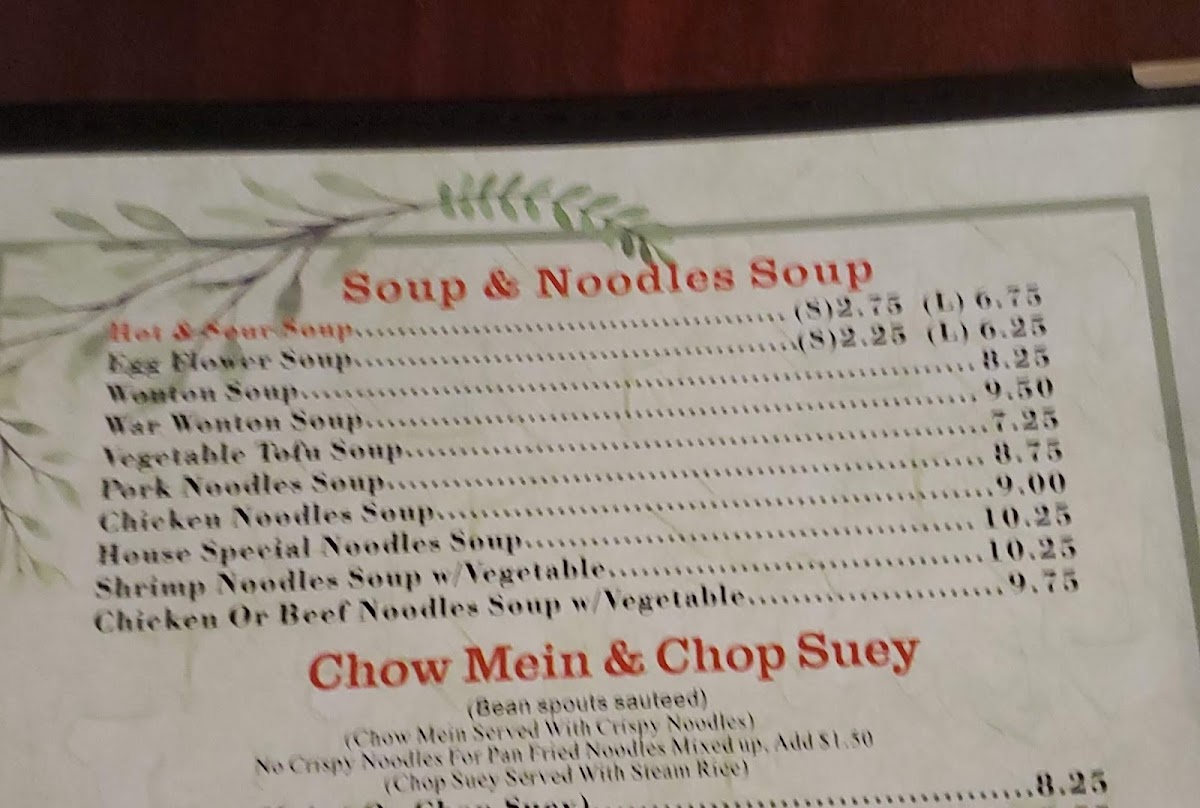 Soup & Noodles Soup
Hot & Sour Soup (S)2.75 (L) 6.75
Egg Flower Soup (S)2.25 (L) 6.25
Wonton Soup 8.25
War Wonton Soup 9.50
Vegetable Tofu Soup 7.25
Pork Noodles Soup 8.75
Chicken Noodles Soup 9.00
House Special Noodles Soup 10.25
Shrimp Noodles Soup w/Vegetable 10.25
Chicken Or Beef Noodles Soup w/Vegetable 9.75
Chow Mein & Chop Suey
(Bean spouts sauteed)
(Chow Mein Served With Crispy Noodles)
No Crispy Noodles For Pan Fried Noodles Mixed up, Add $1.50
(Chop Suey Served With Steam Rice)
Chop Suey) 8.25